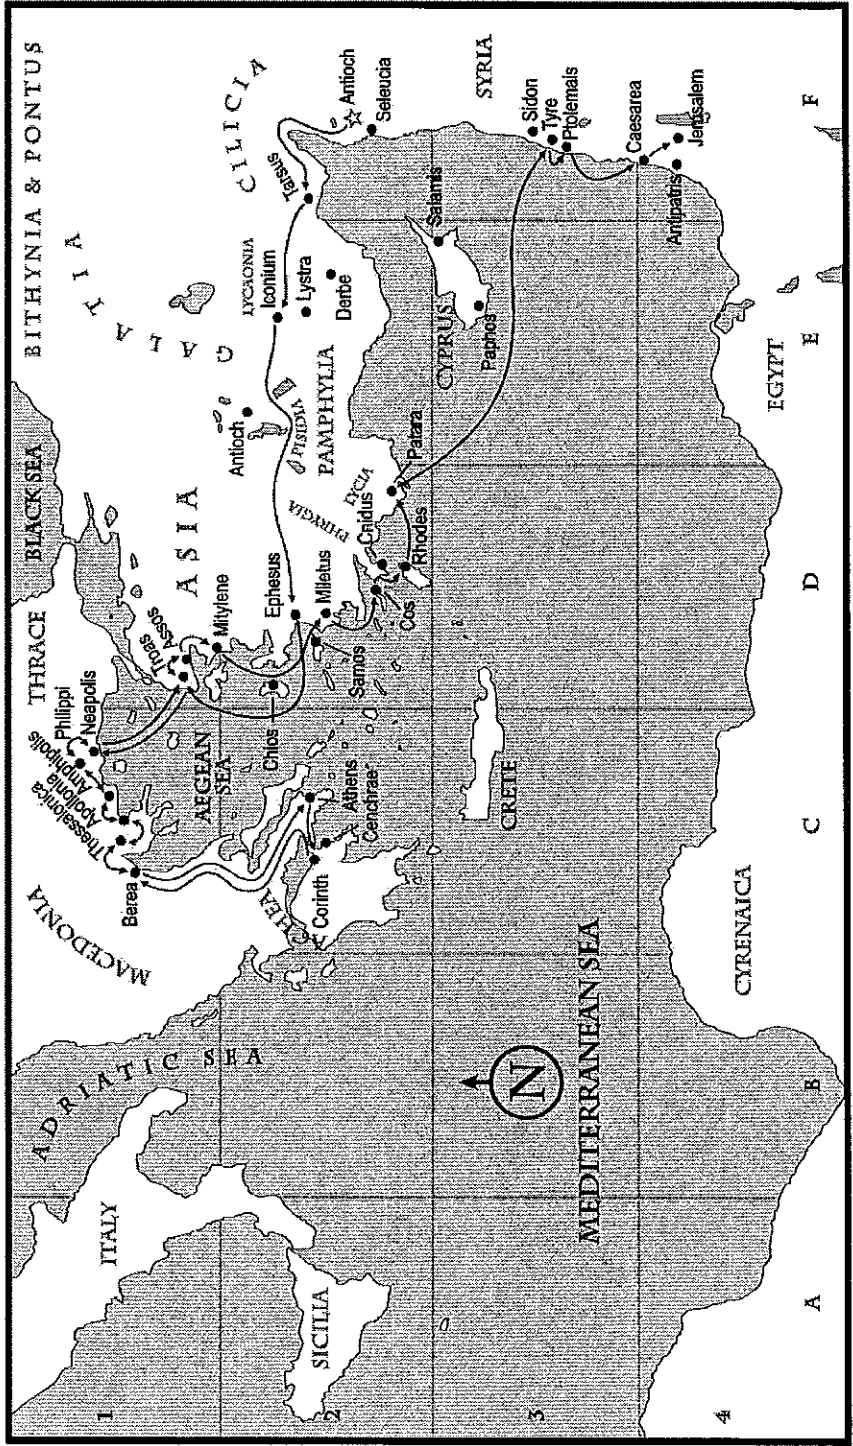 BITHYNIA & PONTUS
BLACK SEA
THRACE
MACEDONIA
ADRIATIC SEA
ITALY
SICILIA
GALATIA
CILICIA
ASIA
Philippi
Neapolis
Amphipolis
Apollonia
Thessalonica
Berea
Troas
Assos
Mitylene
AEGEAN SEA
Chios
Ephesus
Miletus
Samos
Antioch
PISIDIA
PAMPHYLIA
PHRYGIA
LYCIA
LYCAONIA
Iconium
Lystra
Derbe
Tarsus
Antioch
Seleucia
ACHEA
Corinth
Athens
Cenchrae
Cnidus
Cos
Rhodes
Patara
CRETE
CYPRUS
Salamis
Paphos
SYRIA
Sidon
Tyre
Ptolemais
Caesarea
Jerusalem
Antipatris
MEDITERRANEAN SEA
N
CYRENAICA
EGYPT
1
2
3
4
A
B
C
D
E
F